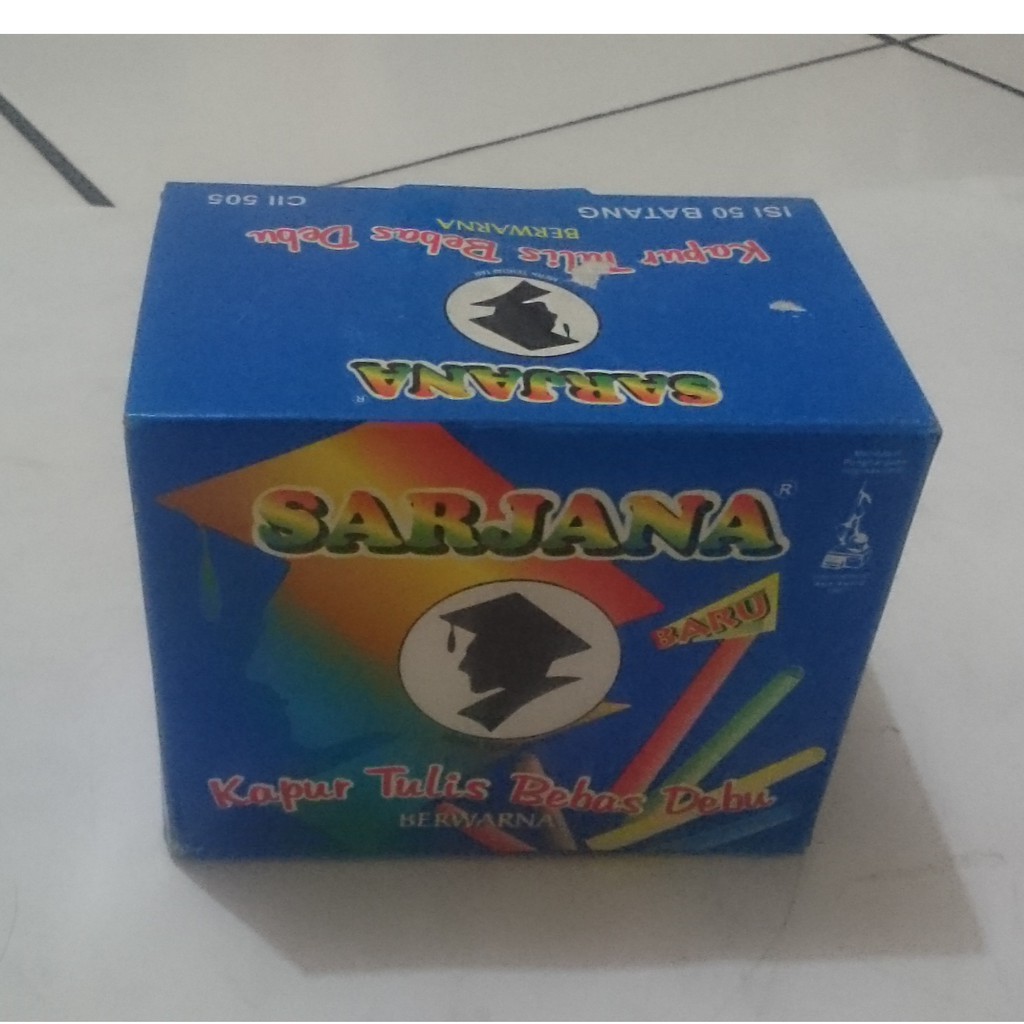 ISI 50 BATANG
CII 505
Kapur Tulis Bebas Debu
BERWARNA
SARJANA
R
SARJANA
R
BARU
Kapur Tulis Bebas Debu
BERWARNA